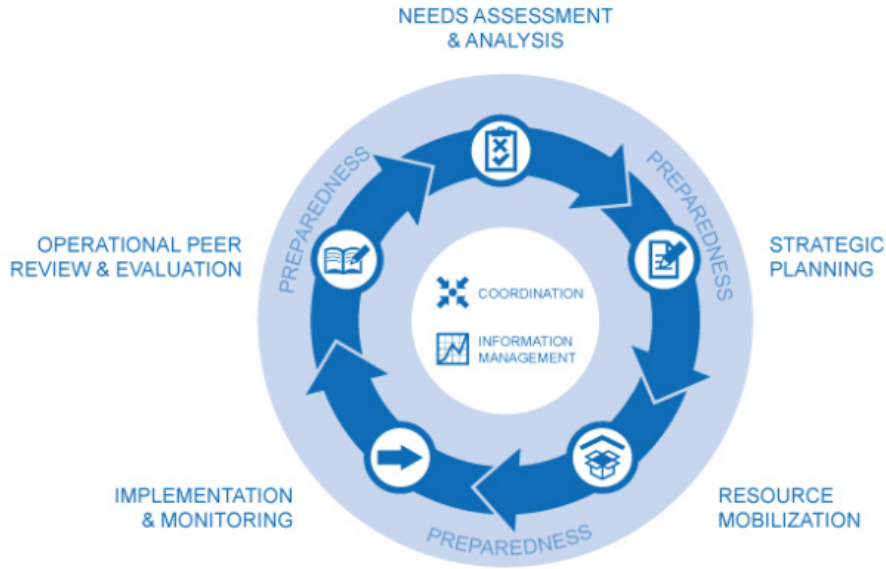 NEEDS ASSESSMENT
& ANALYSIS
PREPAREDNESS
PREPAREDNESS
OPERATIONAL PEER
REVIEW & EVALUATION
STRATEGIC
PLANNING
COORDINATION
INFORMATION
MANAGEMENT
IMPLEMENTATION
& MONITORING
RESOURCE
MOBILIZATION
PREPAREDNESS